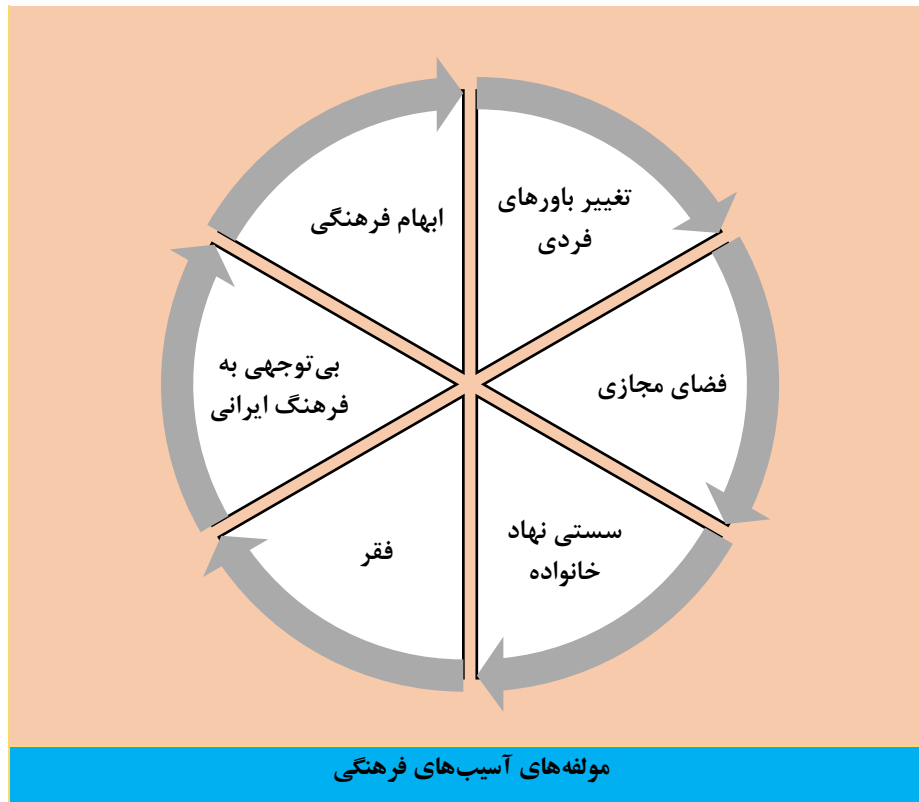 تغییر باورهای
فردی
فضای مجازی
سستی نهاد
خانواده
فقر
بی‌توجهی به
فرهنگ ایرانی
ابهام فرهنگی
مولفه‌های آسیب‌های فرهنگی